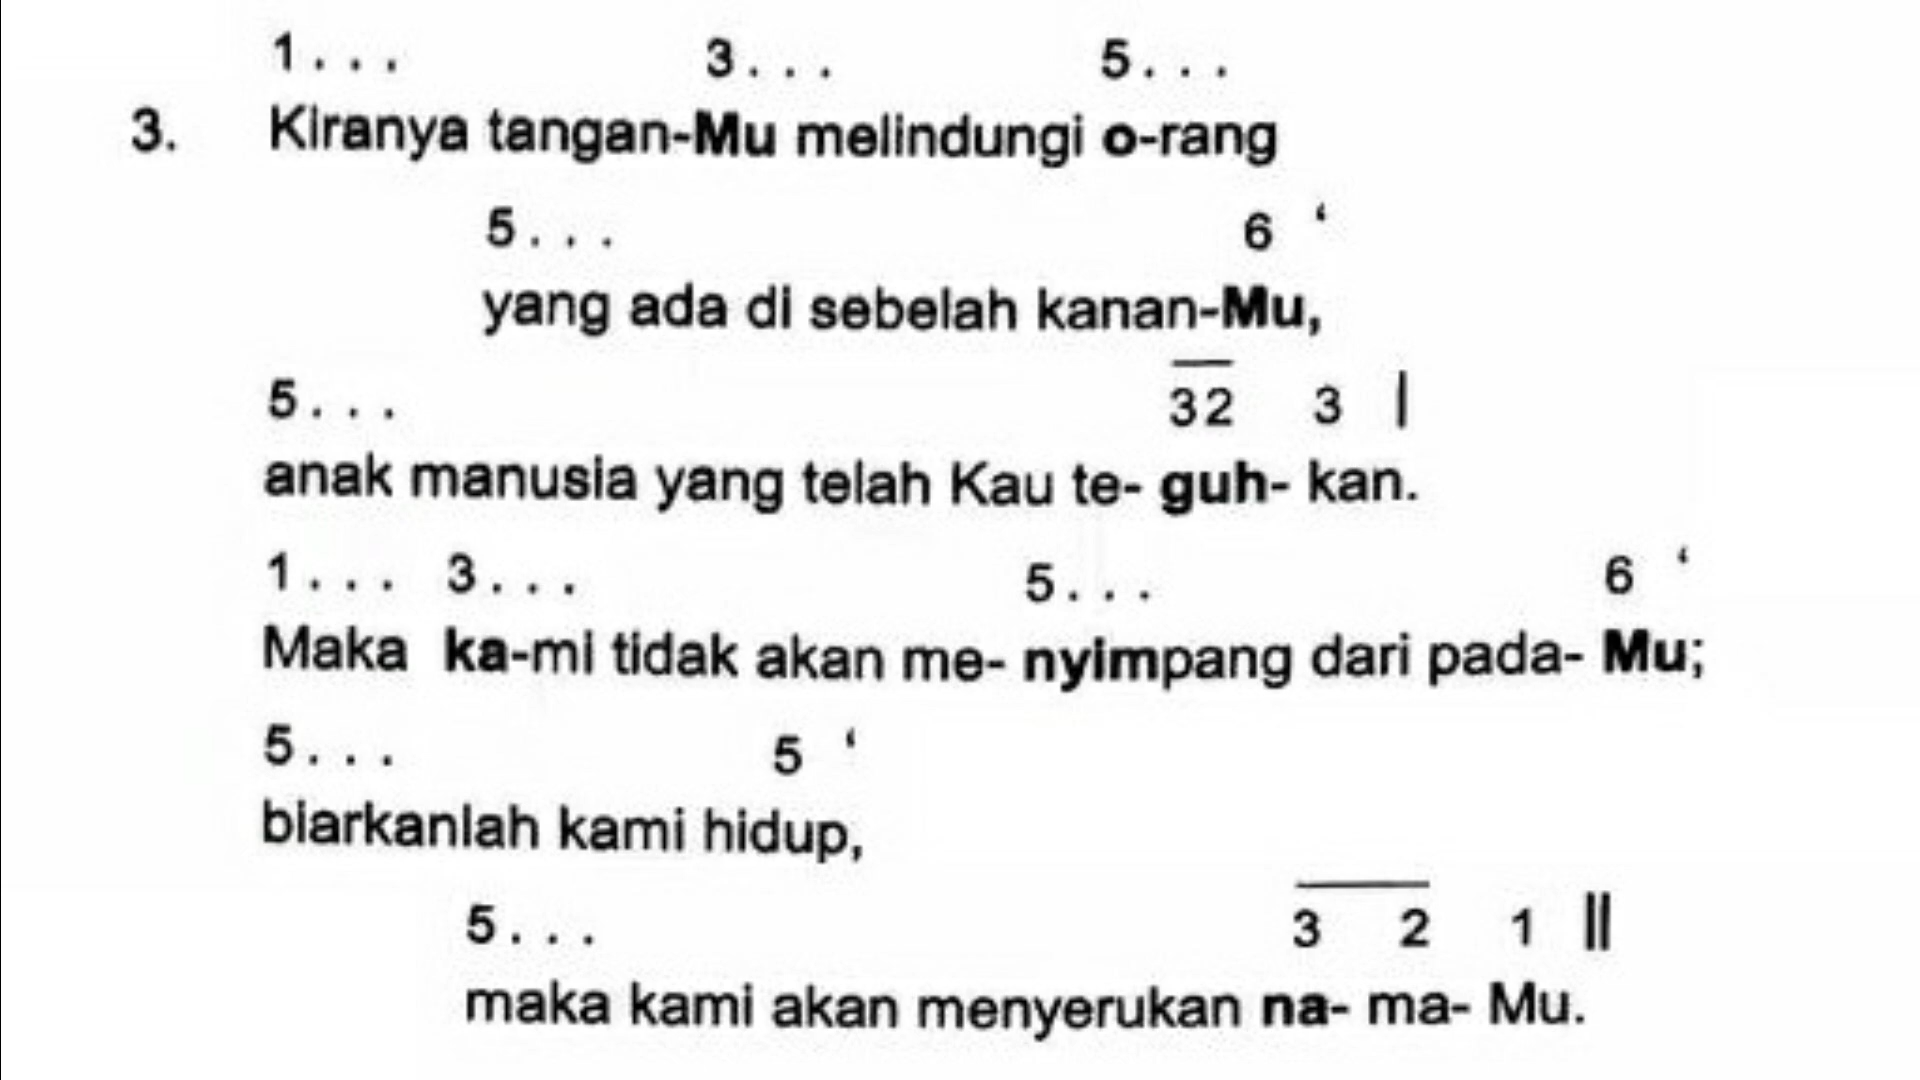 1 . . . 3 . . . 5 . . .
3. Kiranya tangan-Mu melindungi o-rang
5 . . . 6 ‘
yang ada di sebelah kanan-Mu,
5 . . . 32 3 |
anak manusia yang telah Kau te- guh- kan.
1 . . . 3 . . . 5 . . . 6 ‘
Maka ka-mi tidak akan me- nyimpang dari pada- Mu;
5 . . . 5 ‘
biarkanlah kami hidup,
5 . . . 3 2 1 ||
maka kami akan menyerukan na- ma- Mu.